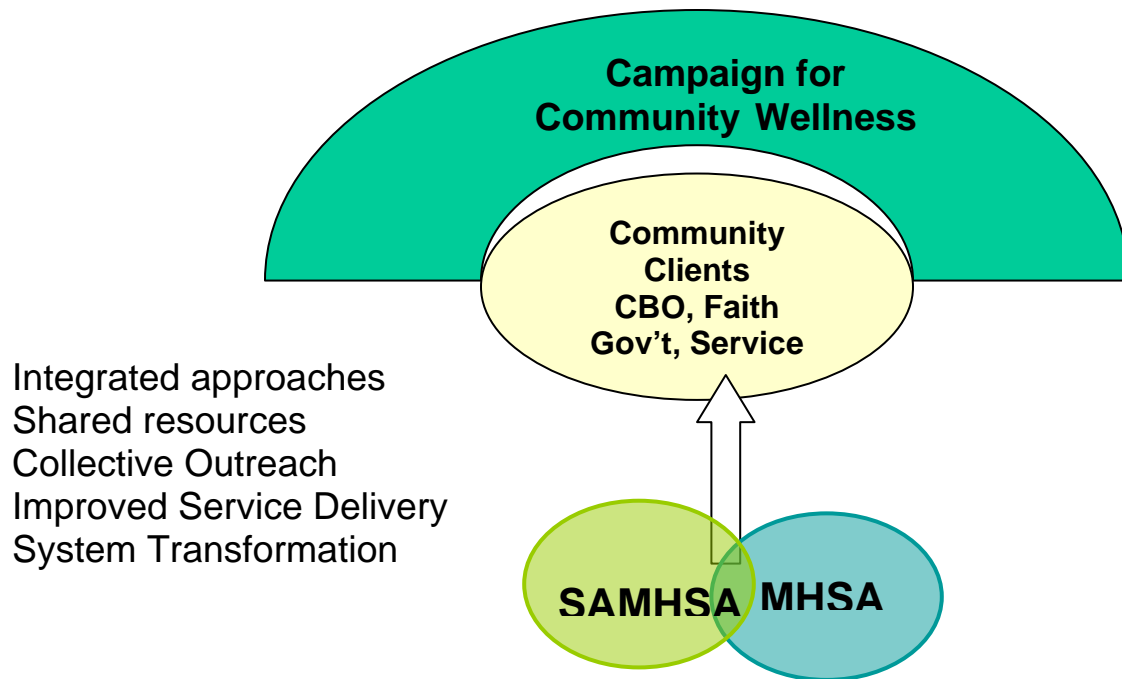 Campaign for
Community Wellness
Community
Clients
CBO, Faith
Gov’t, Service
Integrated approaches
Shared resources
Collective Outreach
Improved Service Delivery
System Transformation
SAMHSA
MHSA